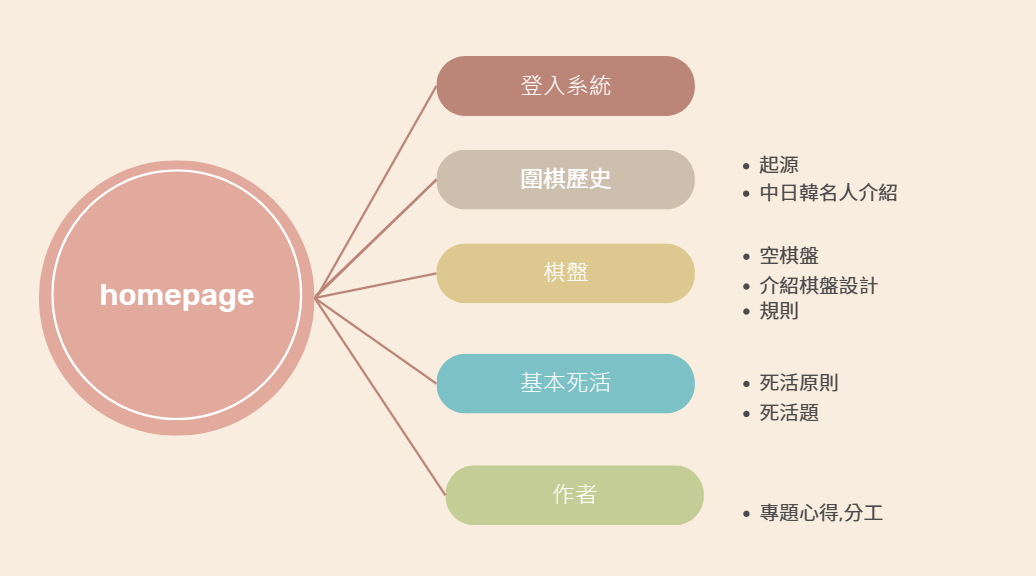 homepage
登入系統
圍棋歷史
起源
中日韓名人介紹
棋盤
空棋盤
介紹棋盤設計
規則
基本死活
死活原則
死活題
作者
專題心得,分工